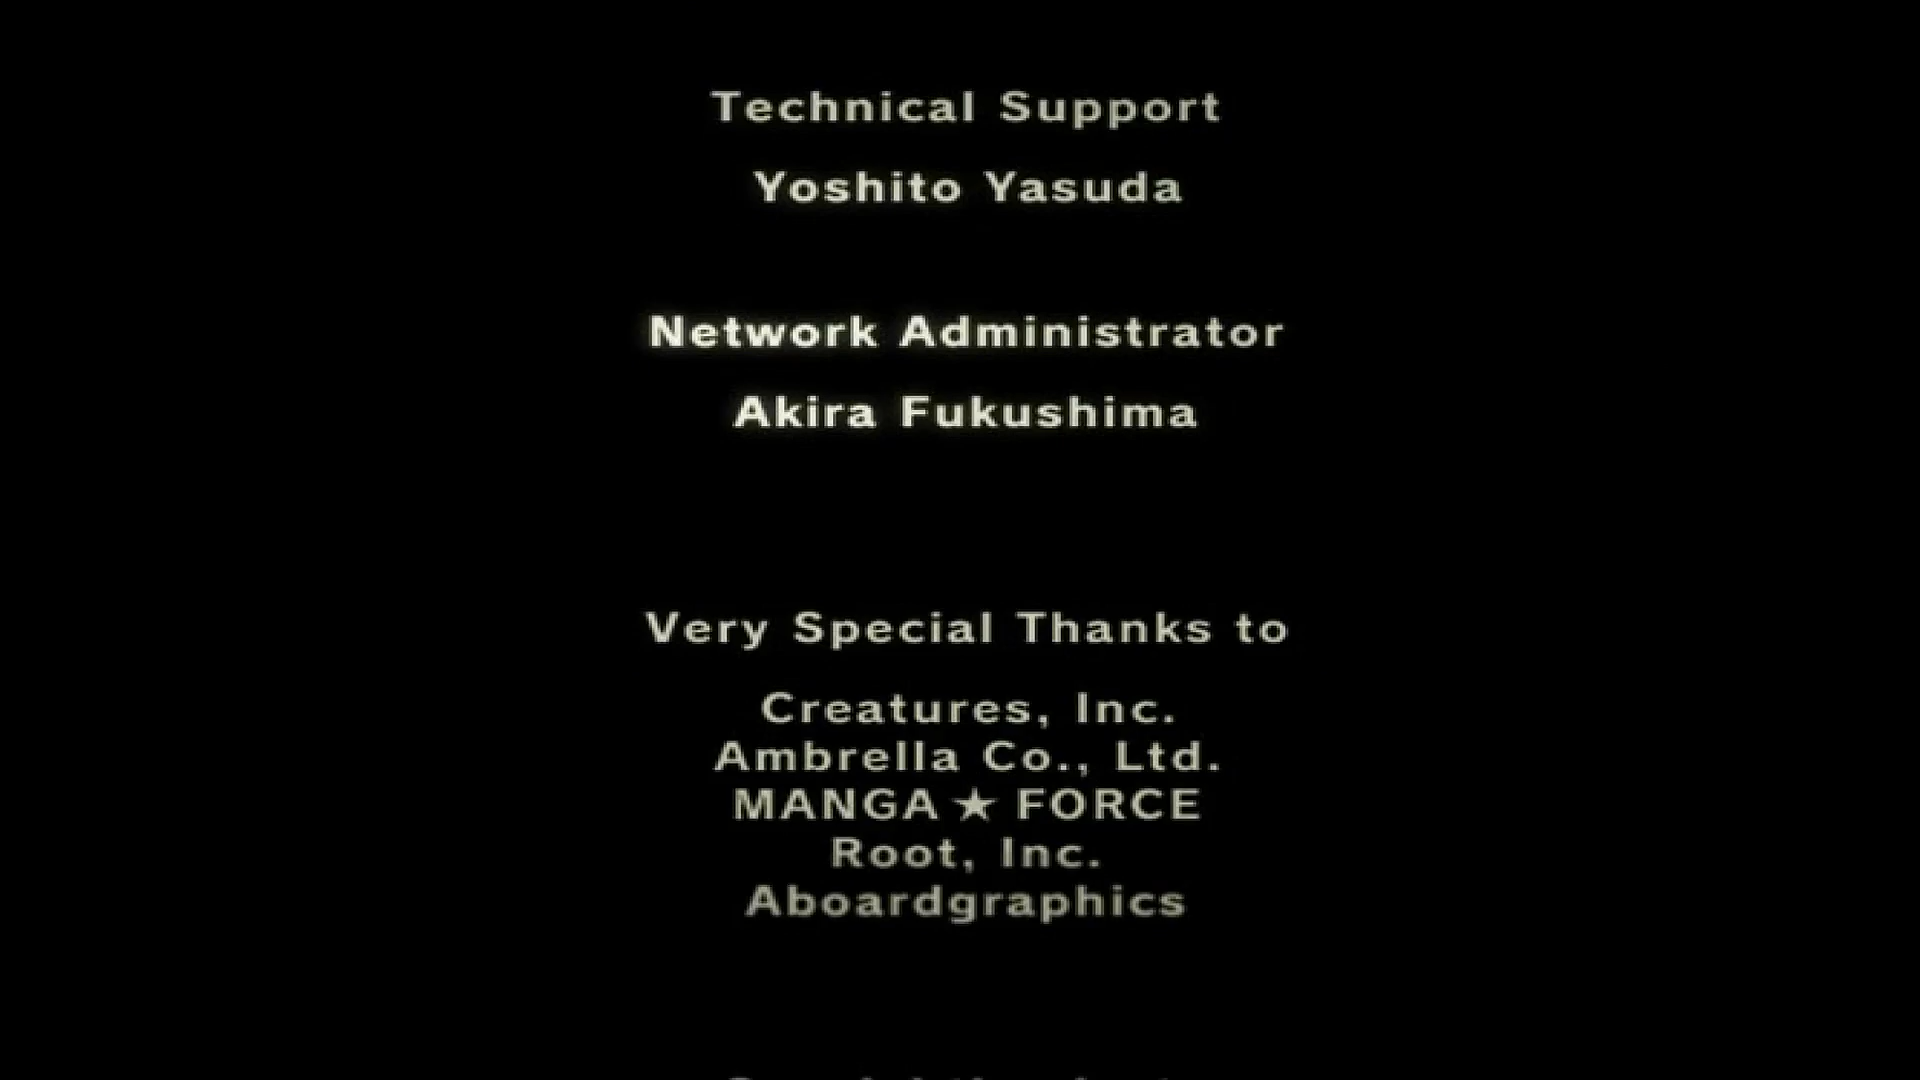 Technical Support
Yoshito Yasuda
Network Administrator
Akira Fukushima
Very Special Thanks to
Creatures, Inc.
Ambrella Co., Ltd.
MANGA ★ FORCE
Root, Inc.
Aboardgraphics